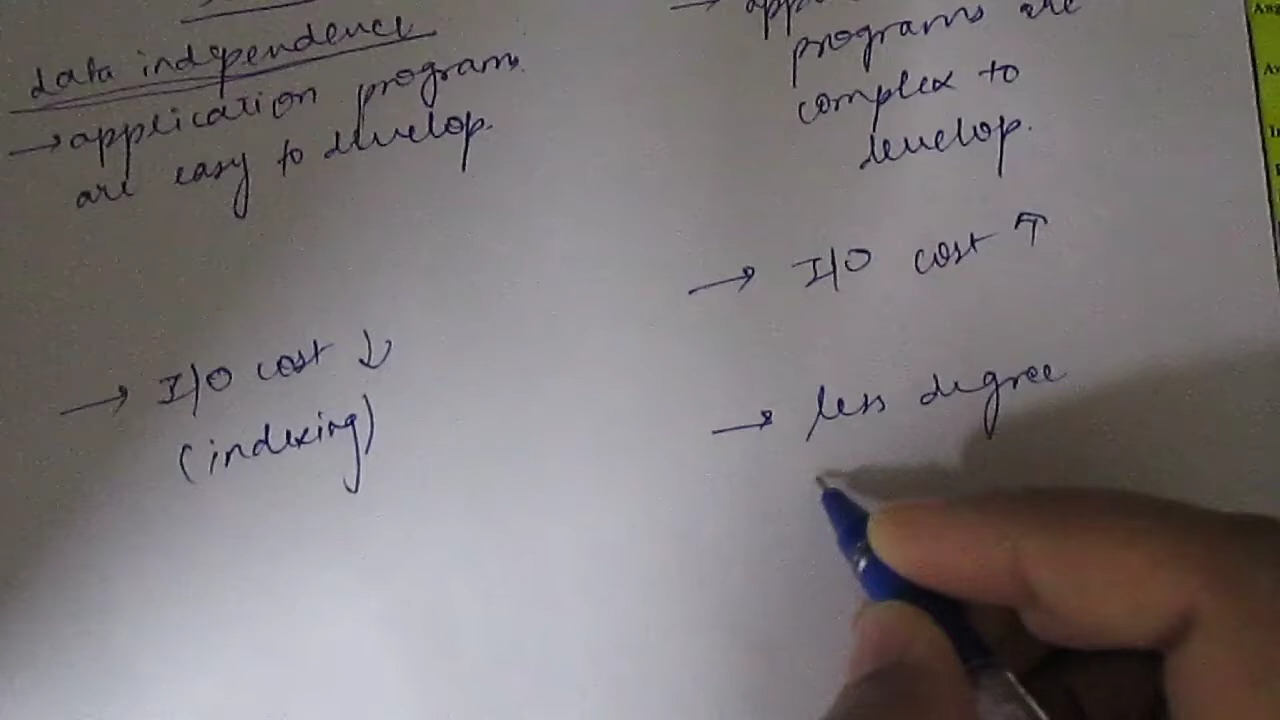 data independence
→ application programs
are easy to develop.
→ I/O cost ↓
(indexing)
programs are
complex to
develop.
→ I/O cost ↑
→ less degree